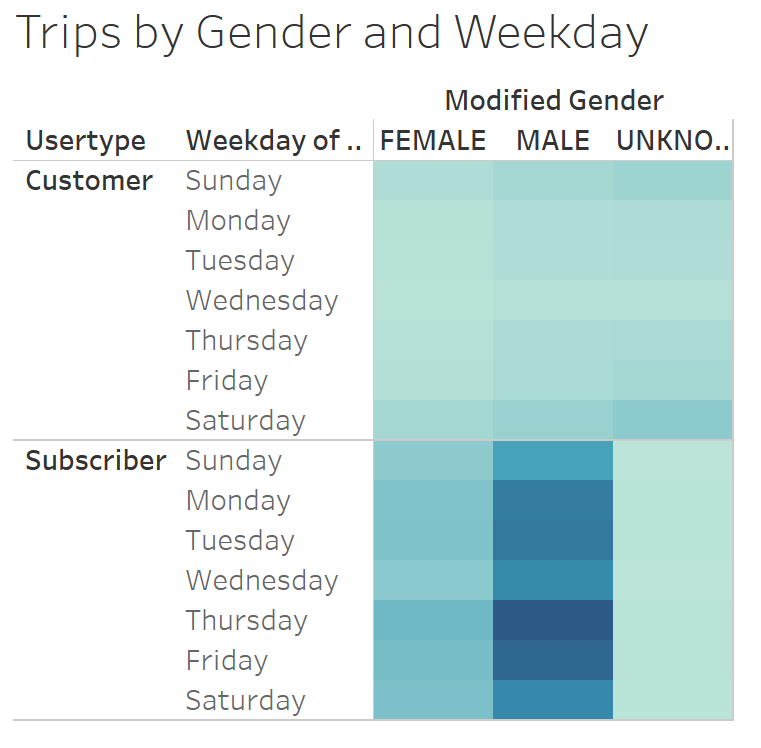 Trips by Gender and Weekday
Modified Gender
Usertype Weekday of .. FEMALE MALE UNKNO..
Customer Sunday
Monday
Tuesday
Wednesday
Thursday
Friday
Saturday
Subscriber Sunday
Monday
Tuesday
Wednesday
Thursday
Friday
Saturday